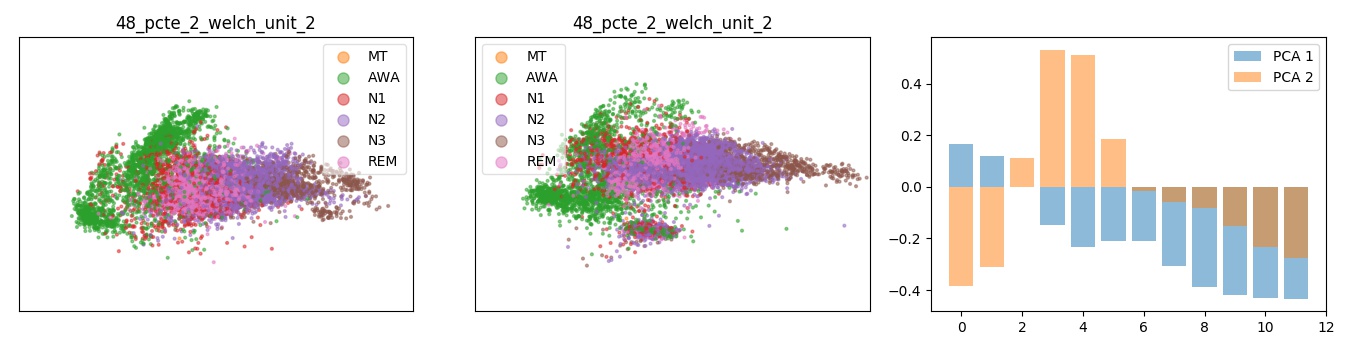 48_pcte_2_welch_unit_2
MT
AWA
N1
N2
N3
REM
48_pcte_2_welch_unit_2
MT
AWA
N1
N2
N3
REM
PCA 1
PCA 2
0.4
0.2
0.0
−0.2
−0.4
0 2 4 6 8 10 12